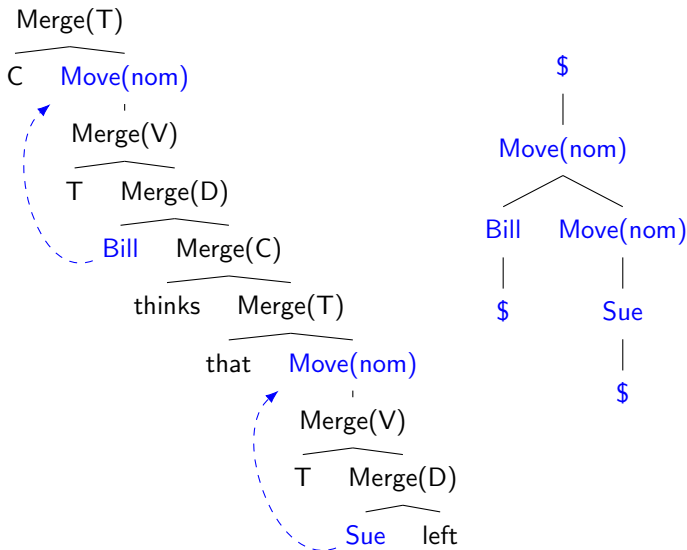 Merge(T)
C Move(nom)
Merge(V)
T Merge(D)
Bill Merge(C)
thinks Merge(T)
that Move(nom)
Merge(V)
T Merge(D)
Sue left
$
Move(nom)
Bill Move(nom)
$ Sue
$